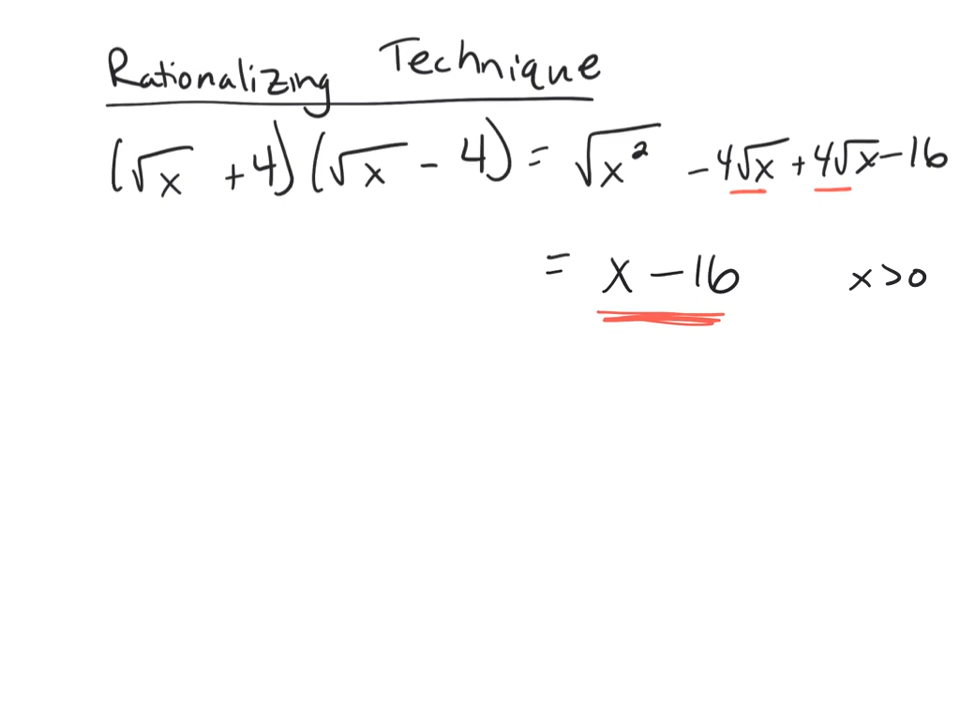 Rationalizing Technique
(√x + 4)(√x - 4) = √x² - 4√x + 4√x - 16
= x - 16 x > 0